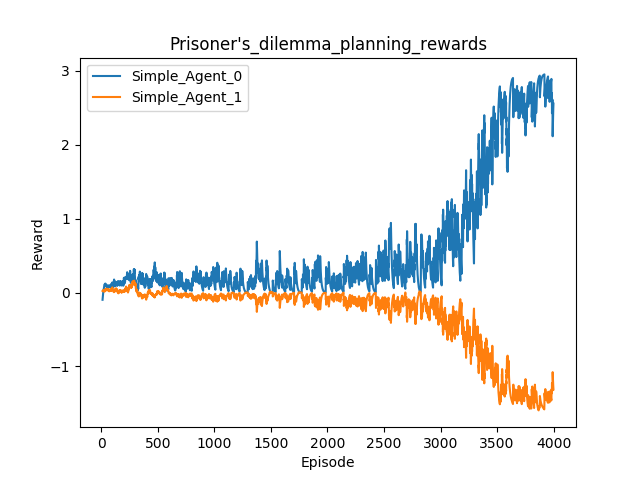 Prisoner's_dilemma_planning_rewards
Simple_Agent_0
Simple_Agent_1
3
2
1
0
−1
Reward
0 500 1000 1500 2000 2500 3000 3500 4000
Episode